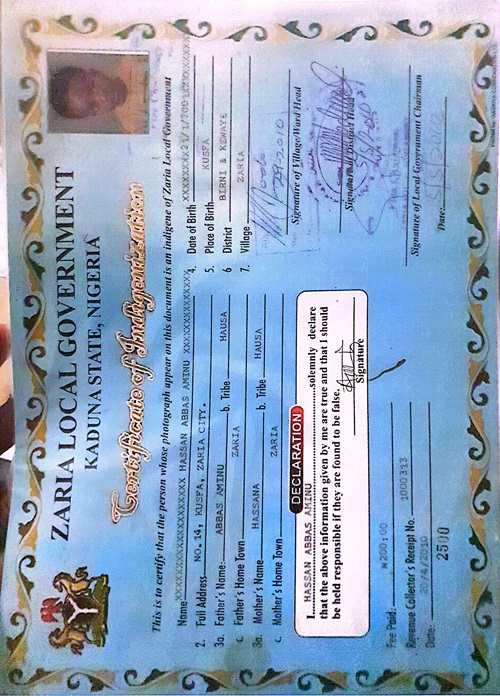 ZARIA LOCAL GOVERNMENT
KADUNA STATE, NIGERIA
Certificate of Indigenization
This is to certify that the person whose photograph appear on this document is an indigene of Zaria Local Government
Name XXXXXXXXXXXXXXXXXX HASSAN ABBAS AMINU XXXXXXXXXXXXXXX
2. Full Address NO.14, KUSFA, ZARIA CITY.
3a. Father's Name: ABBAS AMINU b. Tribe HAUSA
c. Father's Home Town ZARIA
3a. Mother's Name HASSANA b. Tribe HAUSA
c. Mother's Home Town ZARIA
4. Date of Birth
5. Place of Birth KUSFA
6 District BIRNI & KEWAYE
7. Village ZARIA
Signature of Village/Ward Head
Signature of District Head
Signature of Local Government Chairman
Date:
DECLARATION
I, HASSAN ABBAS AMINU solemnly declare
that the above information given by me are true and that I should
be held responsible if they are found to be false.
Signature
Fee Paid: N200:00
Revenue Collector's Receipt No. 1000313
Date: 20/4/2010
2500